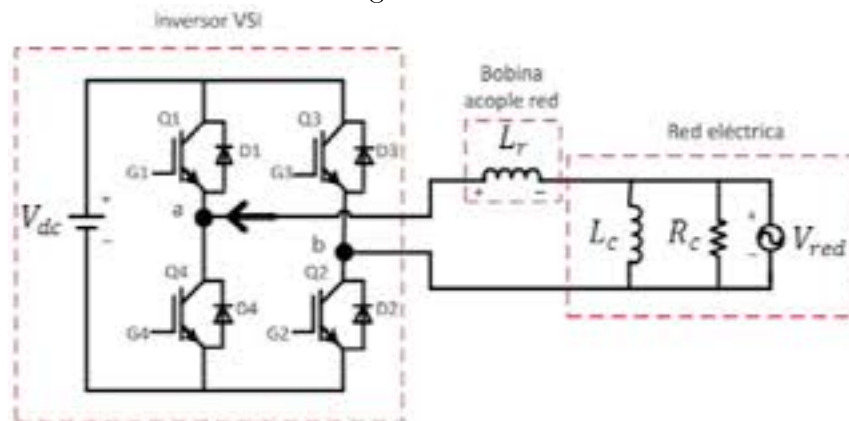 inversor VSI
Bobina
acople red
Red eléctrica
Q1
Q3
D1
D3
G1
G3
L_r
a
b
V_dc
+
−
+ −
L_c
R_c
+
−
V_red
Q4
Q2
D4
D2
G4
G2